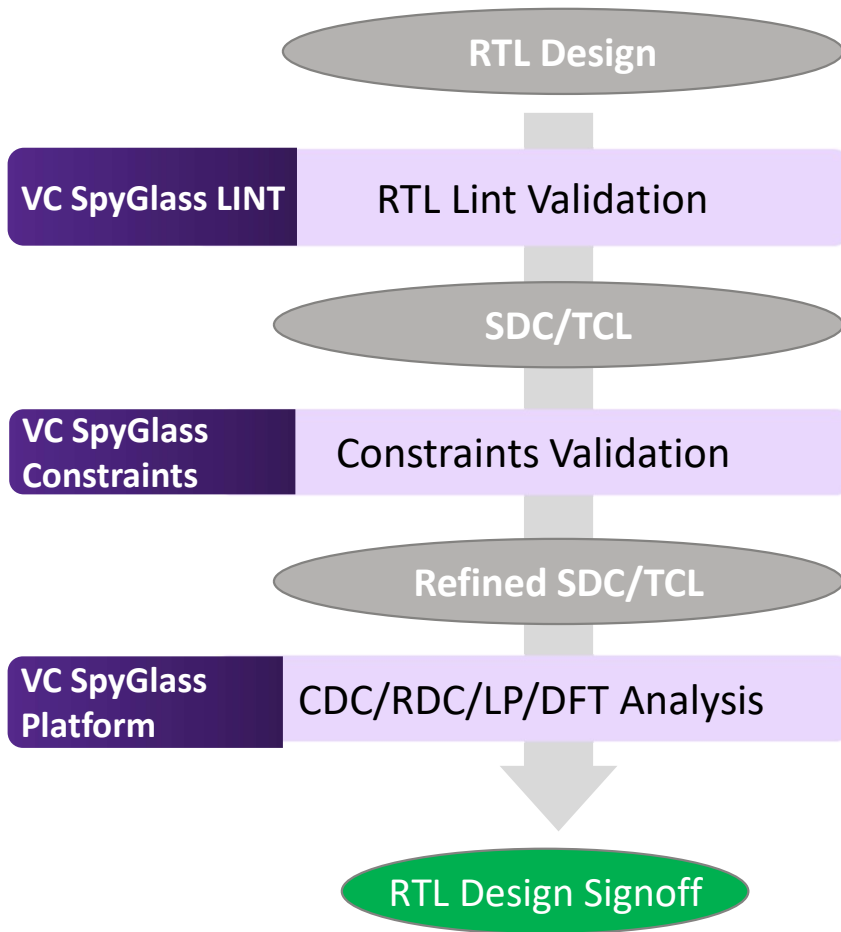 RTL Design
VC SpyGlass LINT
RTL Lint Validation
SDC/TCL
VC SpyGlass
Constraints
Constraints Validation
Refined SDC/TCL
VC SpyGlass
Platform
CDC/RDC/LP/DFT Analysis
RTL Design Signoff